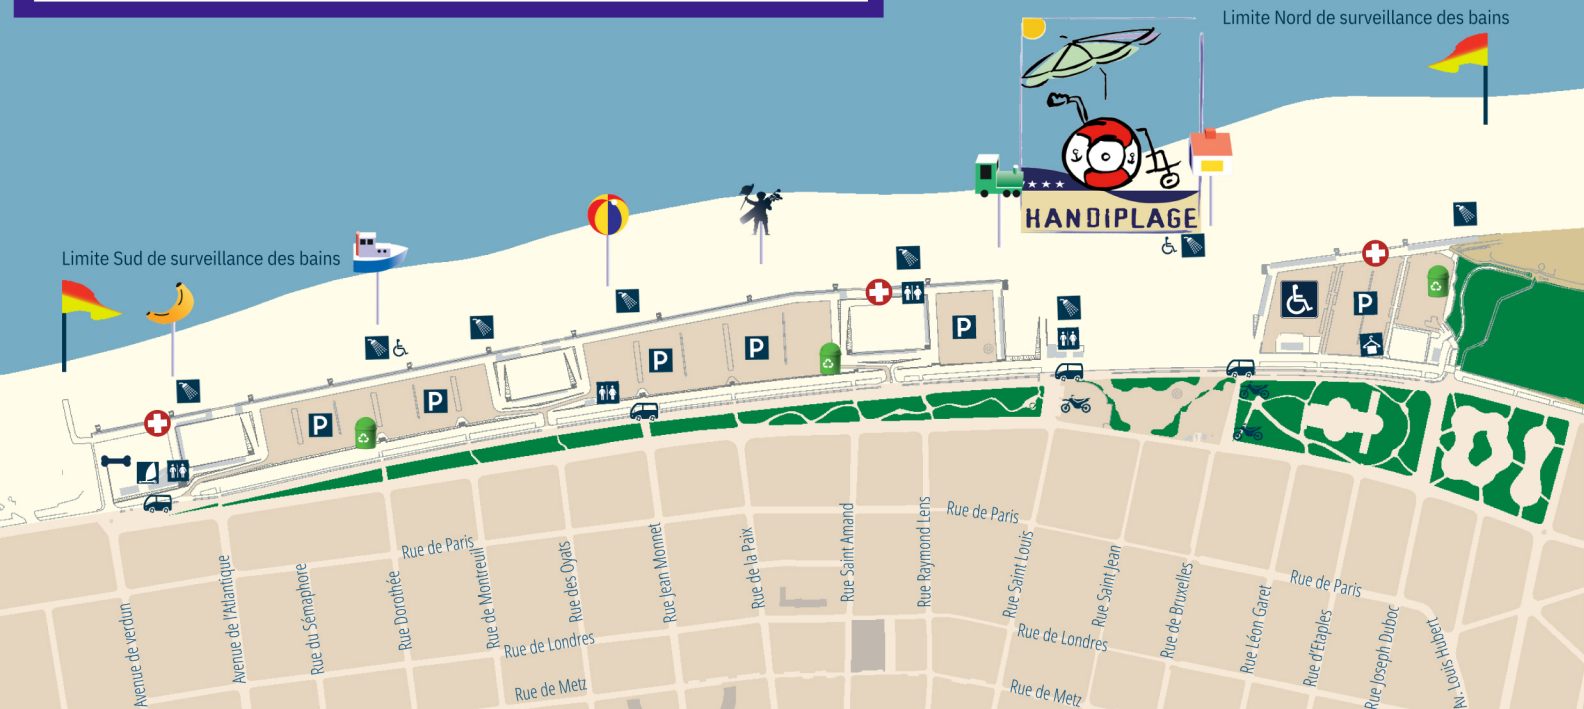 Limite Nord de surveillance des bains
HANDIPLAGE
Limite Sud de surveillance des bains
P
P
P
P
P
P
Rue de Paris
Rue de Paris
Rue de Paris
Avenue de verdun
Avenue de l'Atlantique
Rue du Sémaphore
Rue Dorothée
Rue de Montreuil
Rue des Oyats
Rue Jean Monnet
Rue de la Paix
Rue Saint Amand
Rue Raymond Lens
Rue Saint Louis
Rue Saint Jean
Rue de Bruxelles
Rue Léon Garet
Rue d'Etaples
Rue Joseph Duboc
Av. Louis Hubert
Rue de Londres
Rue de Londres
Rue de Metz
Rue de Metz